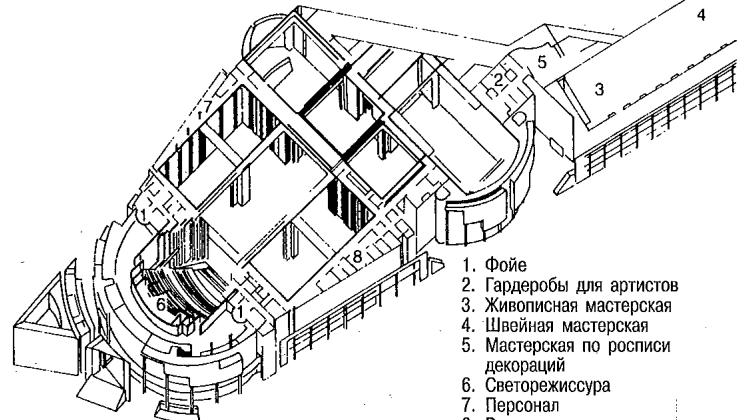 4
5
3
2
7
1
8
6
1
1. Фойе
2. Гардеробы для артистов
3. Живописная мастерская
4. Швейная мастерская
5. Мастерская по росписи
декораций
6. Светорежиссура
7. Персонал